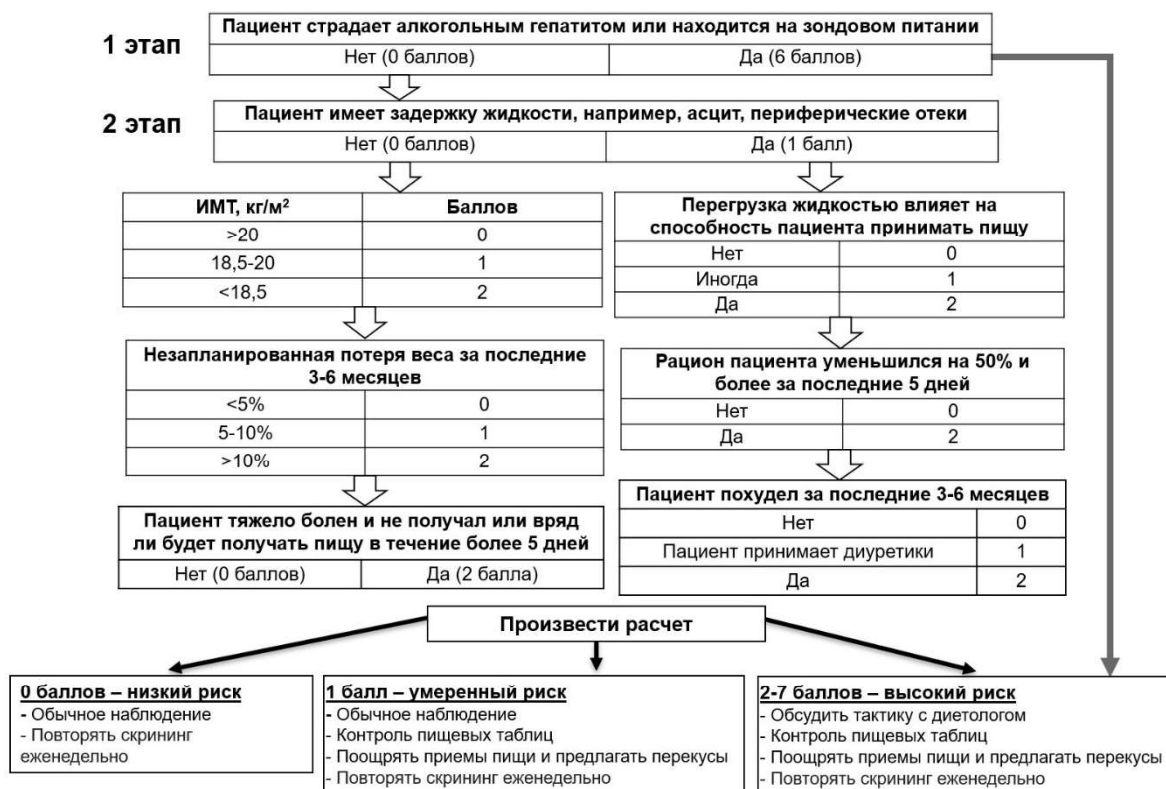 1 этап
Пациент страдает алкогольным гепатитом или находится на зондовом питании
Нет (0 баллов) Да (6 баллов)
2 этап
Пациент имеет задержку жидкости, например, асцит, периферические отеки
Нет (0 баллов) Да (1 балл)
ИМТ, кг/м² Баллов
>20 0
18,5-20 1
<18,5 2
Незапланированная потеря веса за последние
3-6 месяцев
<5% 0
5-10% 1
>10% 2
Пациент тяжело болен и не получал или вряд
ли будет получать пищу в течение более 5 дней
Нет (0 баллов) Да (2 балла)
Перегрузка жидкостью влияет на
способность пациента принимать пищу
Нет 0
Иногда 1
Да 2
Рацион пациента уменьшился на 50% и
более за последние 5 дней
Нет 0
Да 2
Пациент похудел за последние 3-6 месяцев
Нет 0
Пациент принимает диуретики 1
Да 2
Произвести расчет
0 баллов – низкий риск
- Обычное наблюдение
- Повторять скрининг
еженедельно
1 балл – умеренный риск
- Обычное наблюдение
- Контроль пищевых таблиц
- Поощрять приемы пищи и предлагать перекусы
- Повторять скрининг еженедельно
2-7 баллов – высокий риск
- Обсудить тактику с диетологом
- Контроль пищевых таблиц
- Поощрять приемы пищи и предлагать перекусы
- Повторять скрининг еженедельно